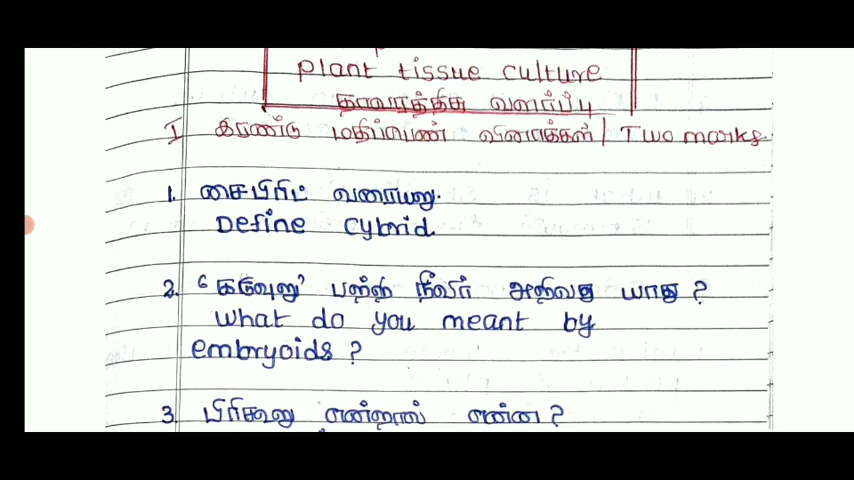 plant tissue culture
தாவரத்திசு வளர்ப்பு
I இரண்டு மதிப்பெண் வினாக்கள் / Two marks
1. சைபிரிட் வரையறு.
Define Cybrid.
2. 'கருவுறு' பற்றி நீவிர் அறிவது யாது?
What do you meant by
embryoids?
3. பிரிகூறு என்றால் என்ன?